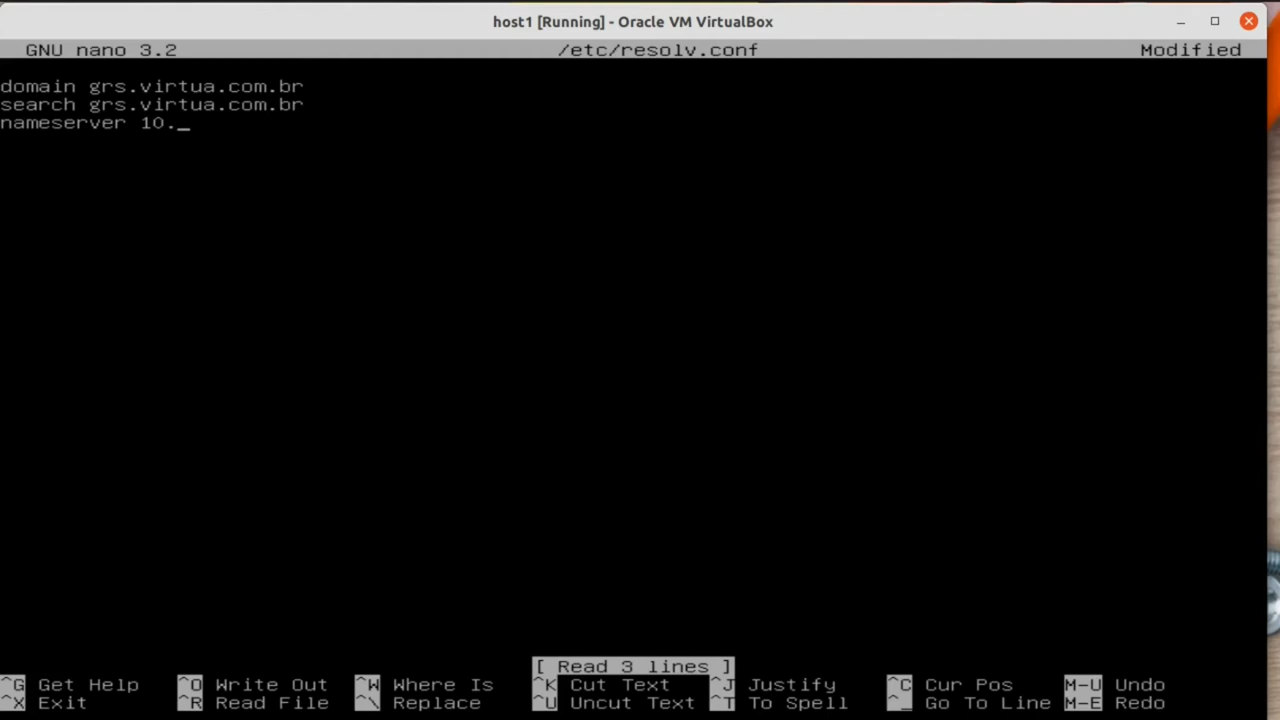 host1 [Running] - Oracle VM VirtualBox
GNU nano 3.2 /etc/resolv.conf Modified
domain grs.virtua.com.br
search grs.virtua.com.br
nameserver 10._
[ Read 3 lines ]
^G Get Help ^O Write Out ^W Where Is ^K Cut Text ^J Justify ^C Cur Pos M-U Undo
^X Exit ^R Read File ^\ Replace ^U Uncut Text ^T To Spell ^_ Go To Line M-E Redo